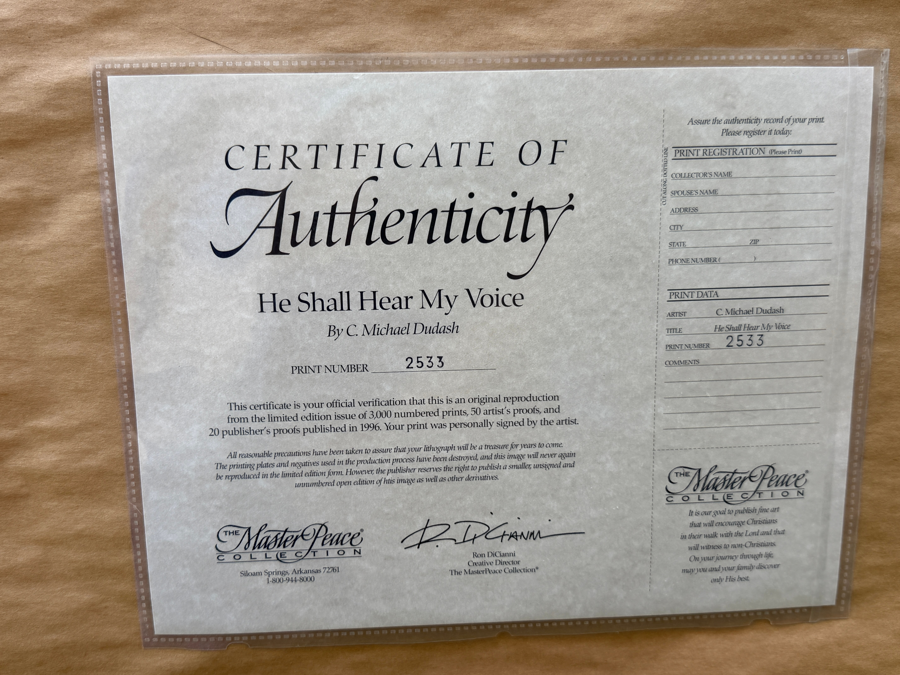 CERTIFICATE OF
Authenticity
He Shall Hear My Voice
By C. Michael Dudash
PRINT NUMBER 2533
This certificate is your official verification that this is an original reproduction
from the limited edition issue of 3,000 numbered prints, 50 artist's proofs, and
20 publisher's proofs published in 1996. Your print was personally signed by the artist.
All reasonable precautions have been taken to assure that your lithograph will be a treasure for years to come.
The printing plates and negatives used in the production process have been destroyed, and this image will never again
be reproduced in the limited edition form. However, the publisher reserves the right to publish a smaller, unsigned and
unnumbered open edition of htis image as well as other derivatives.
THE MasterPeace®
COLLECTION
Siloam Springs, Arkansas 72761
1-800-944-8000
R. DiCianni
Ron DiCianni
Creative Director
The MasterPeace Collection®
Assure the authenticity record of your print.
Please register it today.
PRINT REGISTRATION (Please Print)
COLLECTOR'S NAME
SPOUSE'S NAME
ADDRESS
CITY
STATE ZIP
PHONE NUMBER ( )
PRINT DATA
ARTIST C. Michael Dudash
TITLE He Shall Hear My Voice
PRINT NUMBER 2533
COMMENTS
THE MasterPeace®
COLLECTION
It is our goal to publish fine art
that will encourage Christians
in their walk with the Lord and that
will witness to non-Christians.
On your journey through life,
may you and your family discover
only His best.